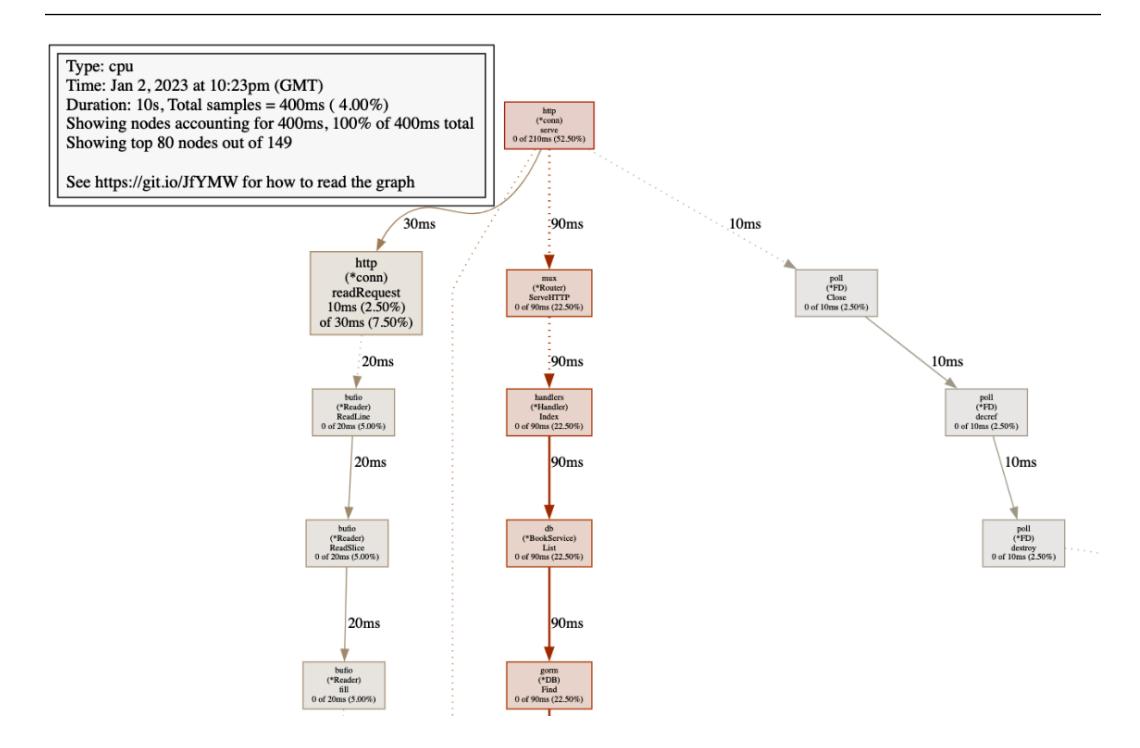 Type: cpu
Time: Jan 2, 2023 at 10:23pm (GMT)
Duration: 10s, Total samples = 400ms ( 4.00%)
Showing nodes accounting for 400ms, 100% of 400ms total
Showing top 80 nodes out of 149
See https://git.io/JfYMW for how to read the graph
http
(*conn)
serve
0 of 210ms (52.50%)
30ms
90ms
10ms
http
(*conn)
readRequest
10ms (2.50%)
of 30ms (7.50%)
mux
(*Router)
ServeHTTP
0 of 90ms (22.50%)
poll
(*FD)
Close
0 of 10ms (2.50%)
20ms
90ms
10ms
bufio
(*Reader)
ReadLine
0 of 20ms (5.00%)
handlers
(*Handler)
Index
0 of 90ms (22.50%)
poll
(*FD)
decref
0 of 10ms (2.50%)
20ms
90ms
10ms
bufio
(*Reader)
ReadSlice
0 of 20ms (5.00%)
db
(*BookService)
List
0 of 90ms (22.50%)
poll
(*FD)
destroy
0 of 10ms (2.50%)
20ms
90ms
bufio
(*Reader)
fill
0 of 20ms (5.00%)
gorm
(*DB)
Find
0 of 90ms (22.50%)